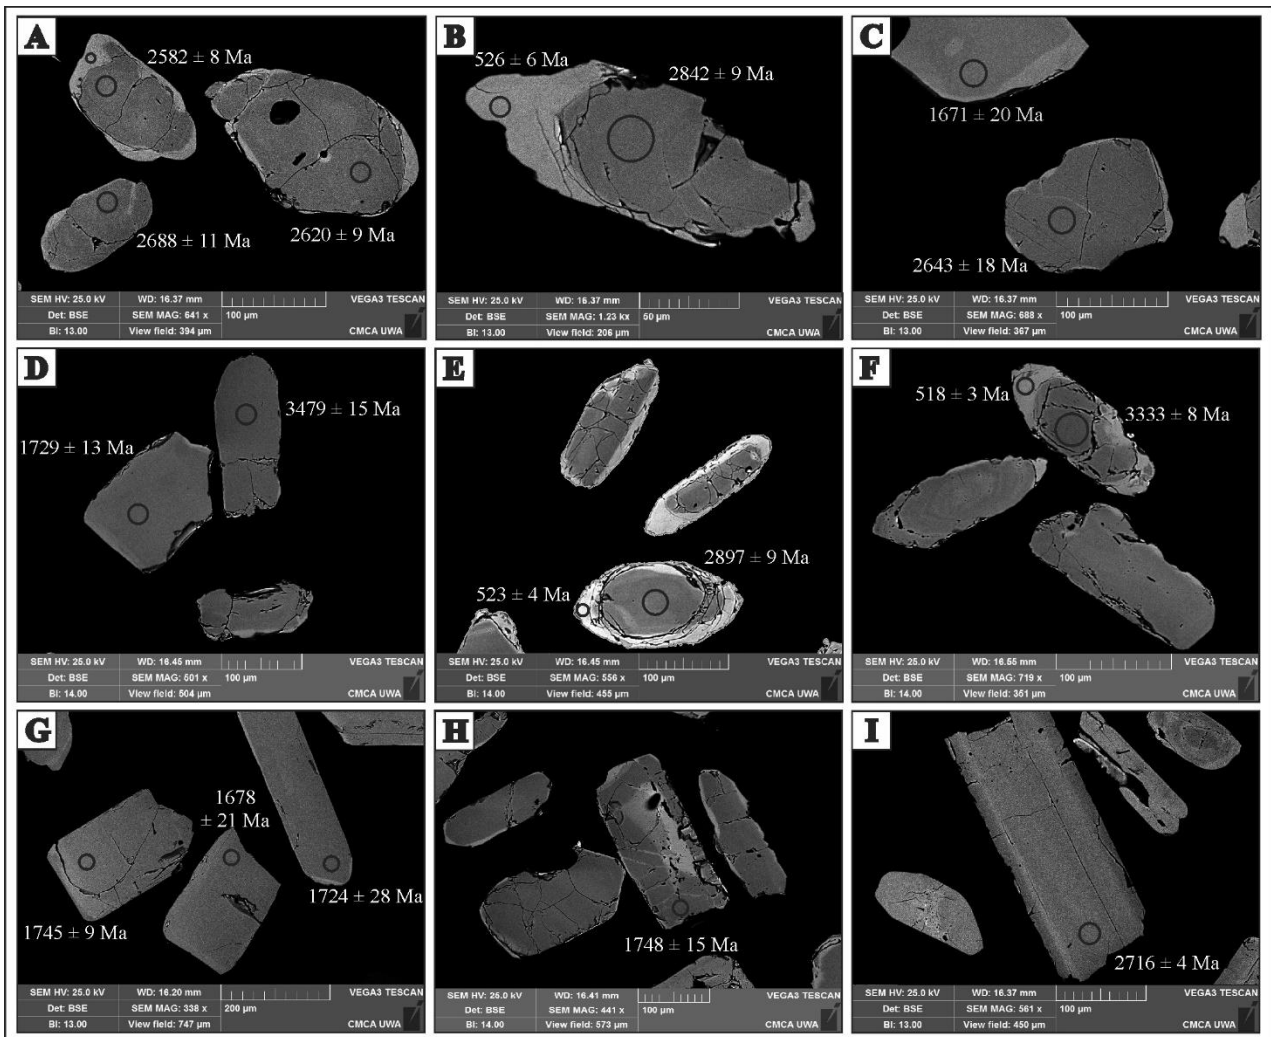 A
2582 ± 8 Ma
2688 ± 11 Ma
2620 ± 9 Ma
SEM HV: 25.0 kV WD: 16.37 mm VEGA3 TESCAN
Det: BSE SEM MAG: 641 x 100 µm
BI: 13.00 View field: 394 µm CMCA UWA
B
526 ± 6 Ma
2842 ± 9 Ma
SEM HV: 25.0 kV WD: 16.37 mm VEGA3 TESCAN
Det: BSE SEM MAG: 1.23 kx 50 µm
BI: 13.00 View field: 206 µm CMCA UWA
C
1671 ± 20 Ma
2643 ± 18 Ma
SEM HV: 25.0 kV WD: 16.37 mm VEGA3 TESCAN
Det: BSE SEM MAG: 688 x 100 µm
BI: 13.00 View field: 367 µm CMCA UWA
D
3479 ± 15 Ma
1729 ± 13 Ma
SEM HV: 25.0 kV WD: 16.45 mm VEGA3 TESCAN
Det: BSE SEM MAG: 501 x 100 µm
BI: 14.00 View field: 504 µm CMCA UWA
E
2897 ± 9 Ma
523 ± 4 Ma
SEM HV: 25.0 kV WD: 16.45 mm VEGA3 TESCAN
Det: BSE SEM MAG: 556 x 100 µm
BI: 14.00 View field: 455 µm CMCA UWA
F
518 ± 3 Ma
3333 ± 8 Ma
SEM HV: 25.0 kV WD: 16.55 mm VEGA3 TESCAN
Det: BSE SEM MAG: 719 x 100 µm
BI: 14.00 View field: 351 µm CMCA UWA
G
1678
± 21 Ma
1724 ± 28 Ma
1745 ± 9 Ma
SEM HV: 25.0 kV WD: 16.20 mm VEGA3 TESCAN
Det: BSE SEM MAG: 338 x 200 µm
BI: 13.00 View field: 747 µm CMCA UWA
H
1748 ± 15 Ma
SEM HV: 25.0 kV WD: 16.41 mm VEGA3 TESCAN
Det: BSE SEM MAG: 441 x 100 µm
BI: 14.00 View field: 573 µm CMCA UWA
I
2716 ± 4 Ma
SEM HV: 25.0 kV WD: 16.37 mm VEGA3 TESCAN
Det: BSE SEM MAG: 561 x 100 µm
BI: 13.00 View field: 450 µm CMCA UWA